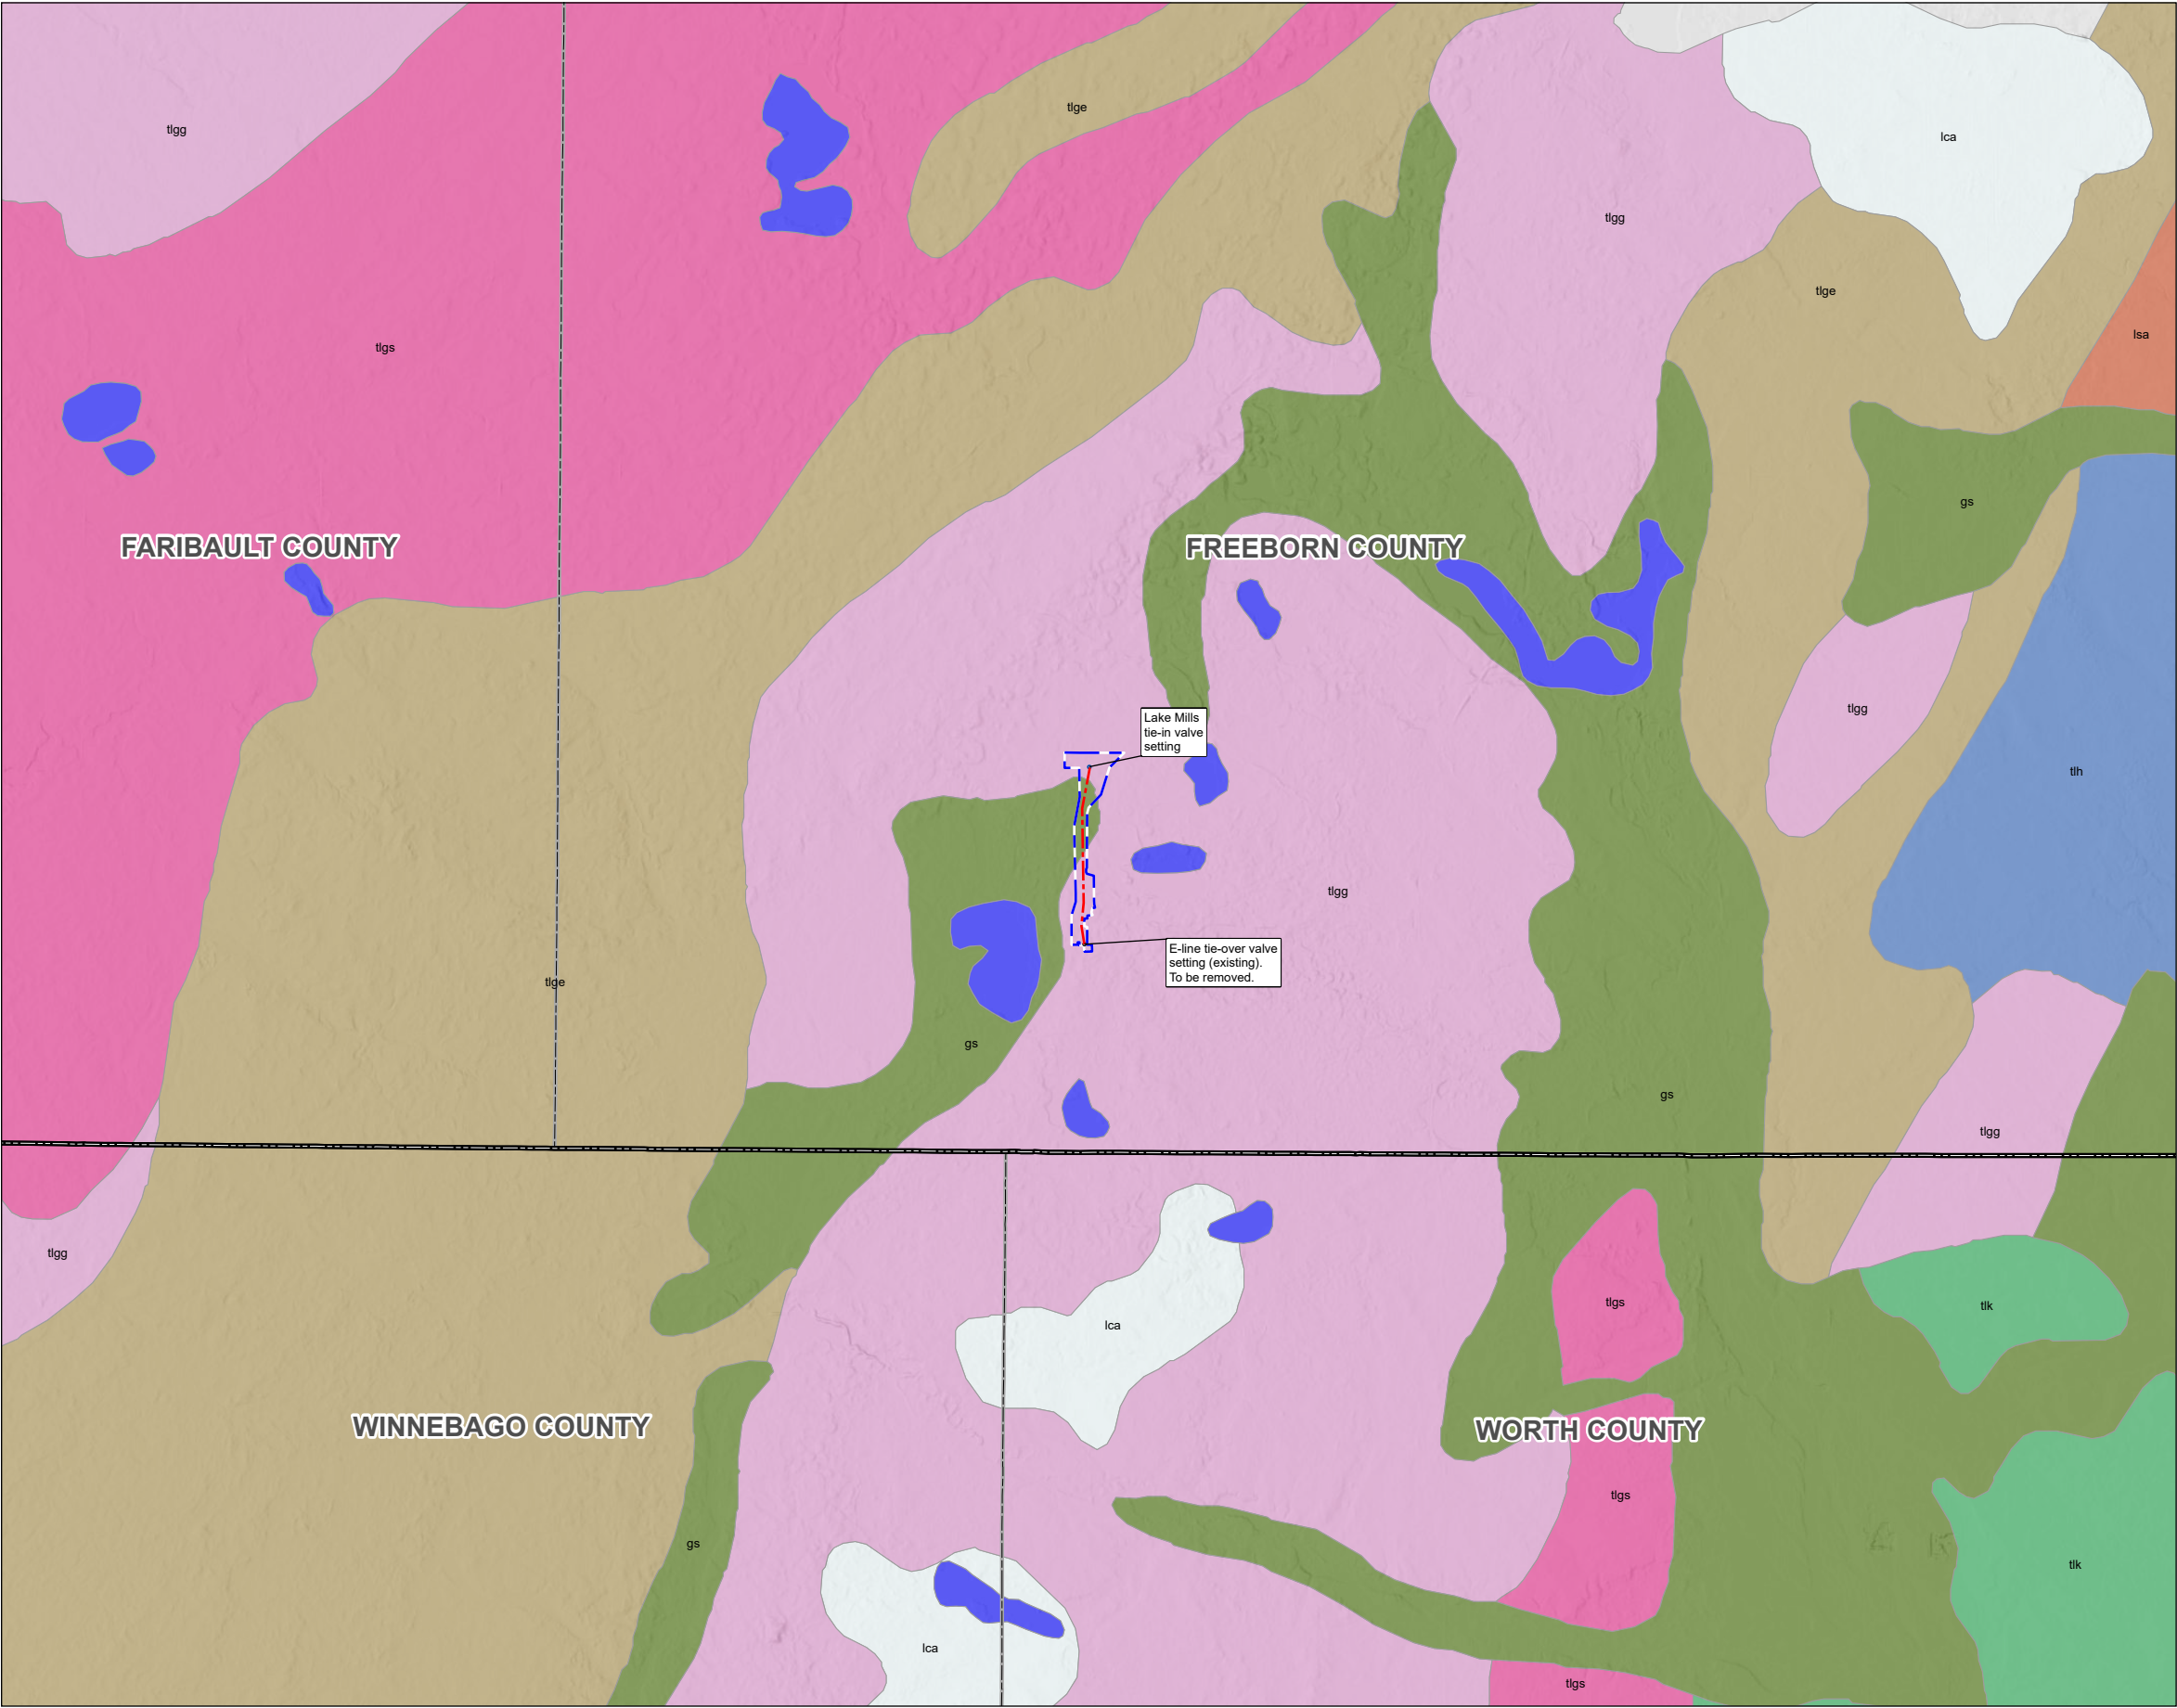 tlge
tlgg
lca
tlgg
tlge
lsa
tlgs
gs
FARIBAULT COUNTY
FREEBORN COUNTY
Lake Mills
tie-in valve
setting
tlgg
tlh
tlgg
E-line tie-over valve
setting (existing).
To be removed.
tlge
gs
gs
tlgg
tlgg
tlgs
tlk
lca
WINNEBAGO COUNTY
WORTH COUNTY
tlgs
gs
tlk
lca
tlgs